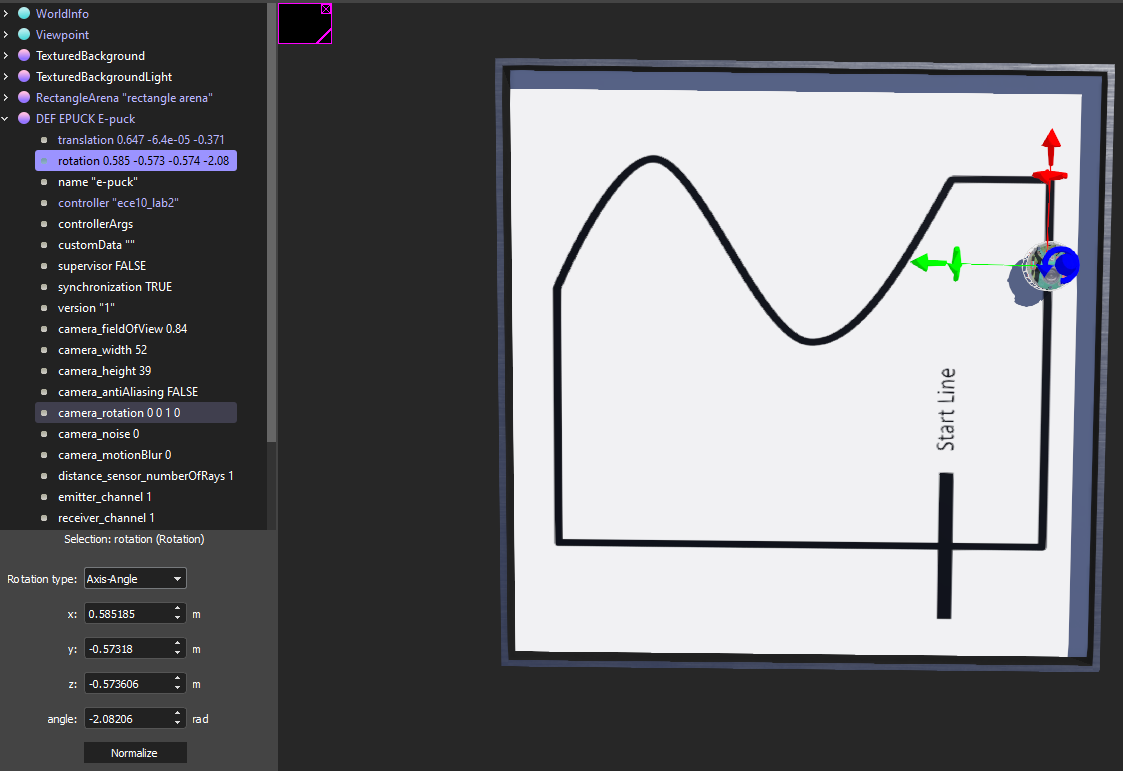 WorldInfo
Viewpoint
TexturedBackground
TexturedBackgroundLight
RectangleArena "rectangle arena"
DEF EPUCK E-puck
translation 0.647 -6.4e-05 -0.371
rotation 0.585 -0.573 -0.574 -2.08
name "e-puck"
controller "ece10_lab2"
controllerArgs
customData ""
supervisor FALSE
synchronization TRUE
version "1"
camera_fieldOfView 0.84
camera_width 52
camera_height 39
camera_antiAliasing FALSE
camera_rotation 0 0 1 0
camera_noise 0
camera_motionBlur 0
distance_sensor_numberOfRays 1
emitter_channel 1
receiver_channel 1
Selection: rotation (Rotation)
Rotation type: Axis-Angle
x: 0.585185 m
y: -0.57318 m
z: -0.573606 m
angle: -2.08206 rad
Normalize
Start Line